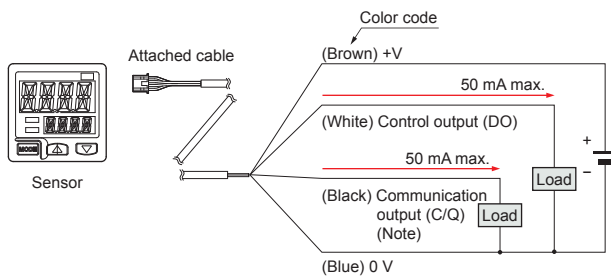 Color code
Attached cable
(Brown) +V
50 mA max.
(White) Control output (DO)
50 mA max.
+
−
Load
(Black) Communication
output (C/Q)
(Note)
Load
MODE
Sensor
(Blue) 0 V